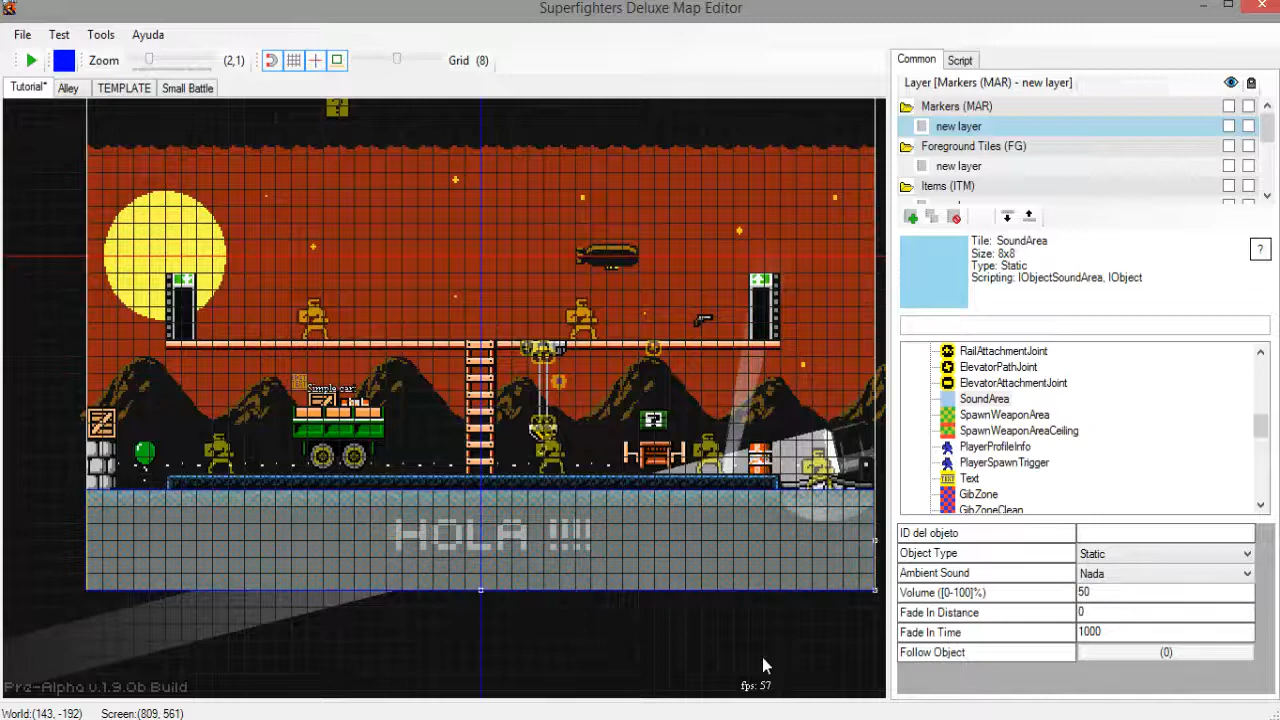 Superfighters Deluxe Map Editor
File Test Tools Ayuda
Zoom (2,1) Grid (8)
Tutorial* Alley TEMPLATE Small Battle
Simple car
HOLA !!!!
Pre-Alpha v.1.9.0b Build
fps: 57
World:(143, -192) Screen:(809, 561)
Common Script
Layer [Markers (MAR) - new layer]
Markers (MAR)
new layer
Foreground Tiles (FG)
new layer
Items (ITM)
Tile: SoundArea
Size: 8x8
Type: Static
Scripting: IObjectSoundArea, IObject
?
RailAttachmentJoint
ElevatorPathJoint
ElevatorAttachmentJoint
SoundArea
SpawnWeaponArea
SpawnWeaponAreaCeiling
PlayerProfileInfo
PlayerSpawnTrigger
TEXT Text
GibZone
GibZoneClean
ID del objeto
Object Type Static
Ambient Sound Nada
Volume ([0-100]%) 50
Fade In Distance 0
Fade In Time 1000
Follow Object (0)